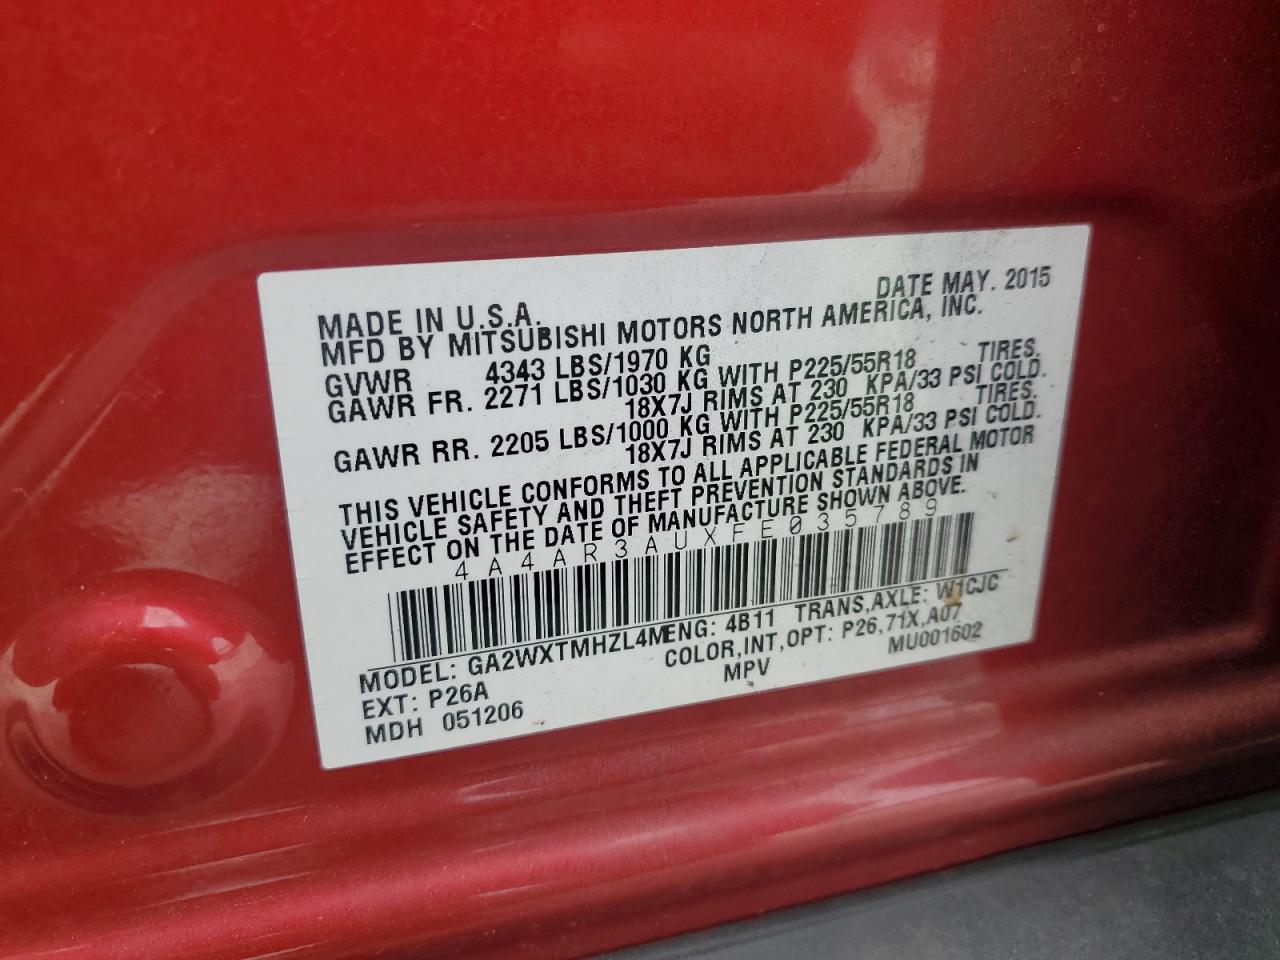 DATE MAY. 2015
MADE IN U.S.A.
MFD BY MITSUBISHI MOTORS NORTH AMERICA, INC.
GVWR 4343 LBS/1970 KG
GAWR FR. 2271 LBS/1030 KG WITH P225/55R18 TIRES,
18X7J RIMS AT 230 KPA/33 PSI COLD.
GAWR RR. 2205 LBS/1000 KG WITH P225/55R18 TIRES,
18X7J RIMS AT 230 KPA/33 PSI COLD.
THIS VEHICLE CONFORMS TO ALL APPLICABLE FEDERAL MOTOR
VEHICLE SAFETY AND THEFT PREVENTION STANDARDS IN
EFFECT ON THE DATE OF MANUFACTURE SHOWN ABOVE.
4A4AR3AUXFE035789
MODEL: GA2WXTMHZL4M ENG: 4B11 TRANS,AXLE: W1CJC
EXT: P26A COLOR,INT,OPT: P26,71X,A07
MDH 051206 MPV MU001602